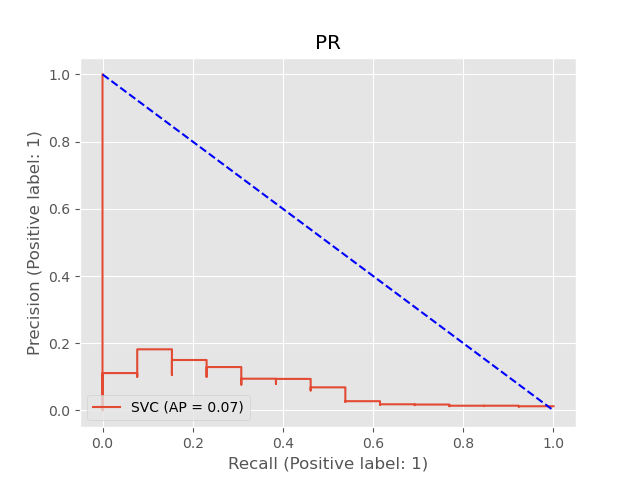 PR
Precision (Positive label: 1)
1.0
0.8
0.6
0.4
0.2
0.0
SVC (AP = 0.07)
0.0 0.2 0.4 0.6 0.8 1.0
Recall (Positive label: 1)